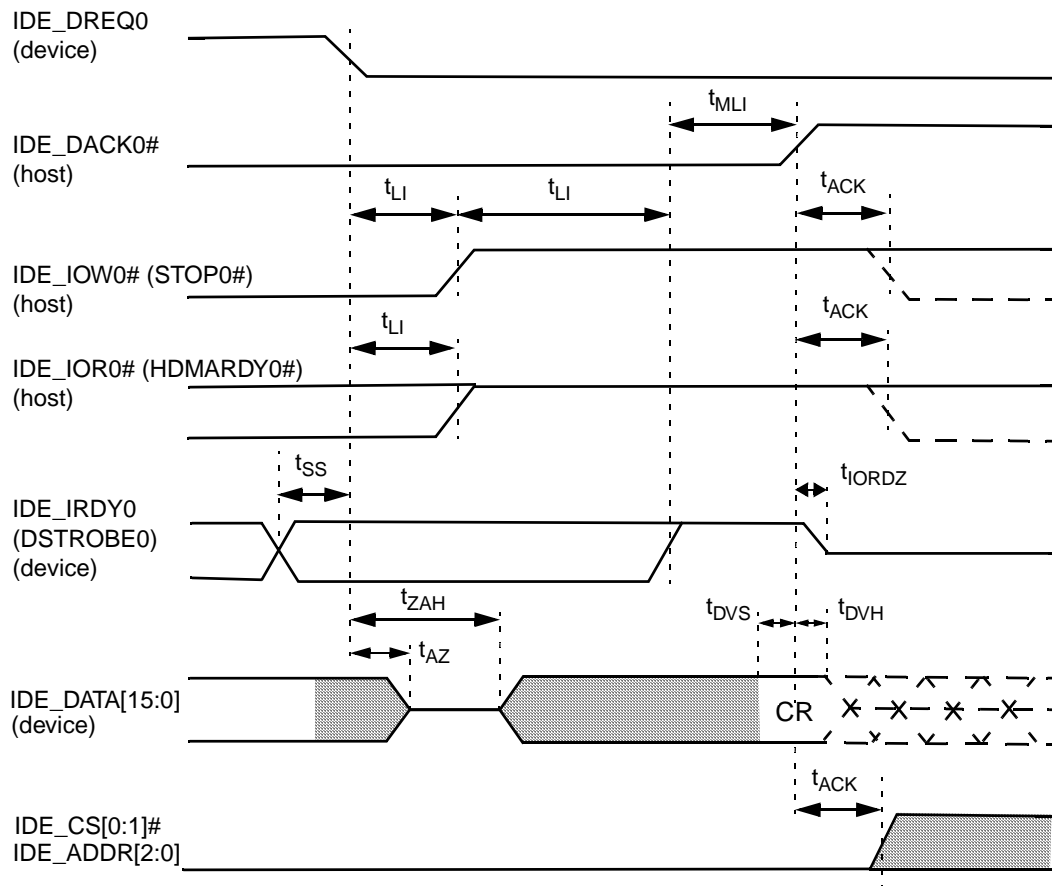 IDE_DREQ0
(device)
tMLI
IDE_DACK0#
(host)
tLI
tLI
tACK
IDE_IOW0# (STOP0#)
(host)
tLI
tACK
IDE_IOR0# (HDMARDY0#)
(host)
tSS
tIORDZ
IDE_IRDY0
(DSTROBE0)
(device)
tZAH
tDVS
tDVH
tAZ
IDE_DATA[15:0]
(device)
CR
tACK
IDE_CS[0:1]#
IDE_ADDR[2:0]